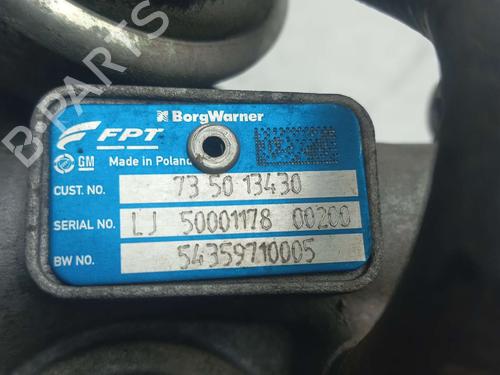 BorgWarner
FPT
GM Made in Poland
CUST. NO. 73 50 13430
SERIAL NO. LJ 50001178 00200
BW NO. 54359710005
B-PARTS